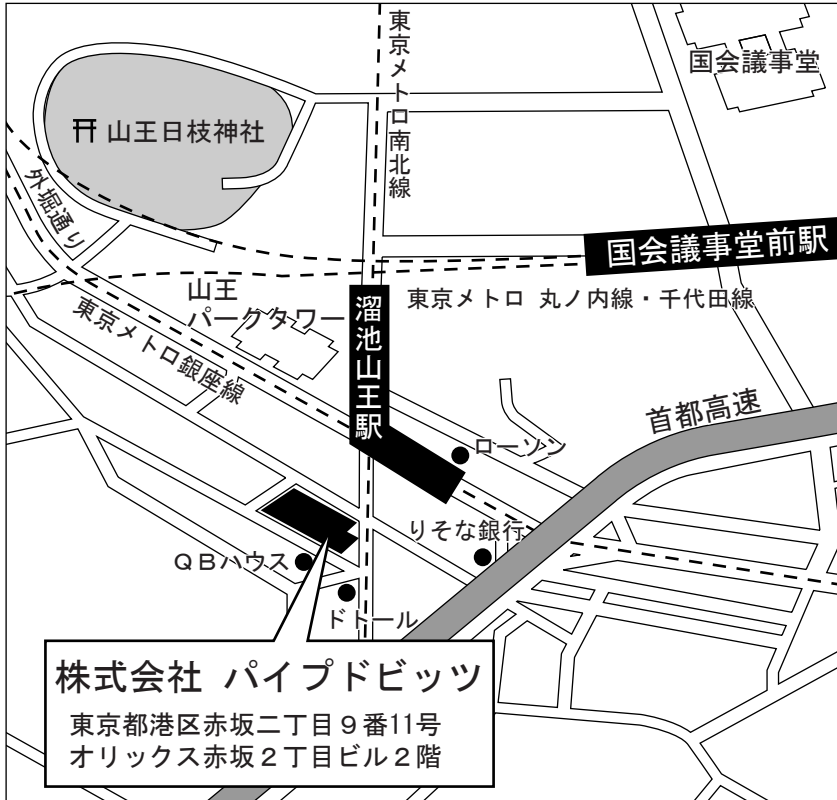 東京メトロ南北線
国会議事堂
山王日枝神社
外堀通り
国会議事堂前駅
山王
パークタワー
東京メトロ 丸ノ内線・千代田線
東京メトロ銀座線
溜池山王駅
首都高速
ローソン
りそな銀行
QBハウス
ドトール
株式会社 パイプドビッツ
東京都港区赤坂二丁目9番11号
オリックス赤坂2丁目ビル2階